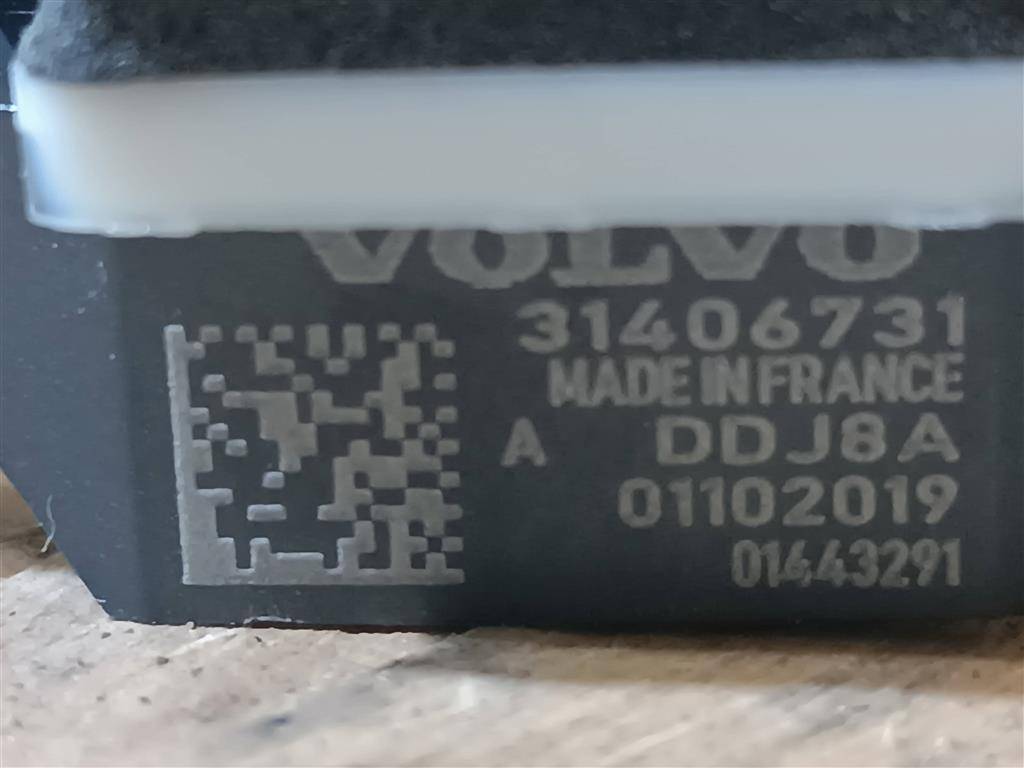 VOLVO
31406731
MADE IN FRANCE
A DDJ8A
01102019
01443291